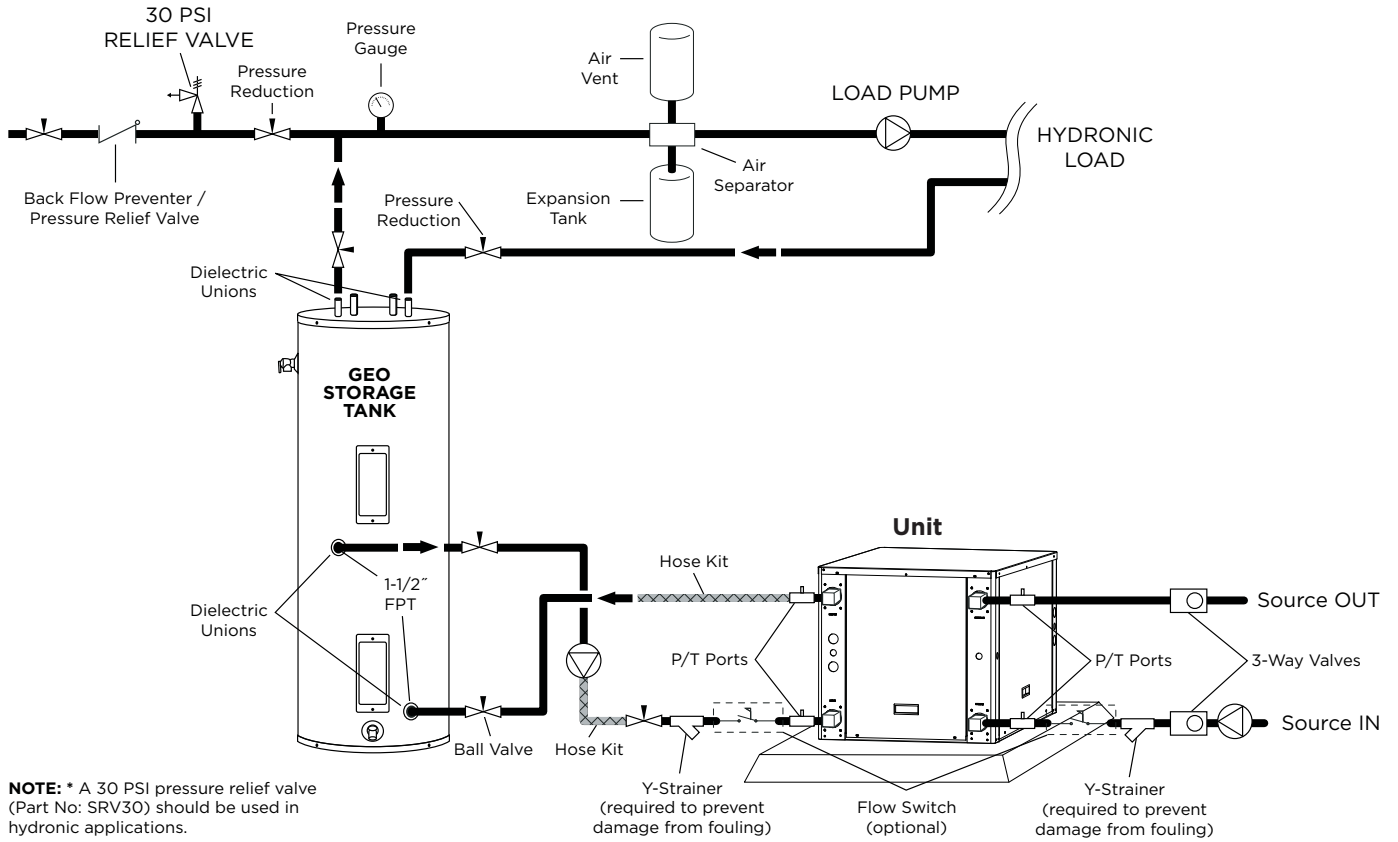 30 PSI
RELIEF VALVE
Pressure
Gauge
Pressure
Reduction
Air
Vent
LOAD PUMP
HYDRONIC
LOAD
Back Flow Preventer /
Pressure Relief Valve
Air
Separator
Expansion
Tank
Pressure
Reduction
Dielectric
Unions
GEO
STORAGE
TANK
Unit
Hose Kit
1-1/2˝
FPT
Dielectric
Unions
Source OUT
P/T Ports
P/T Ports
3-Way Valves
Source IN
Ball Valve
Hose Kit
Y-Strainer
(required to prevent
damage from fouling)
Flow Switch
(optional)
Y-Strainer
(required to prevent
damage from fouling)
NOTE: * A 30 PSI pressure relief valve
(Part No: SRV30) should be used in
hydronic applications.